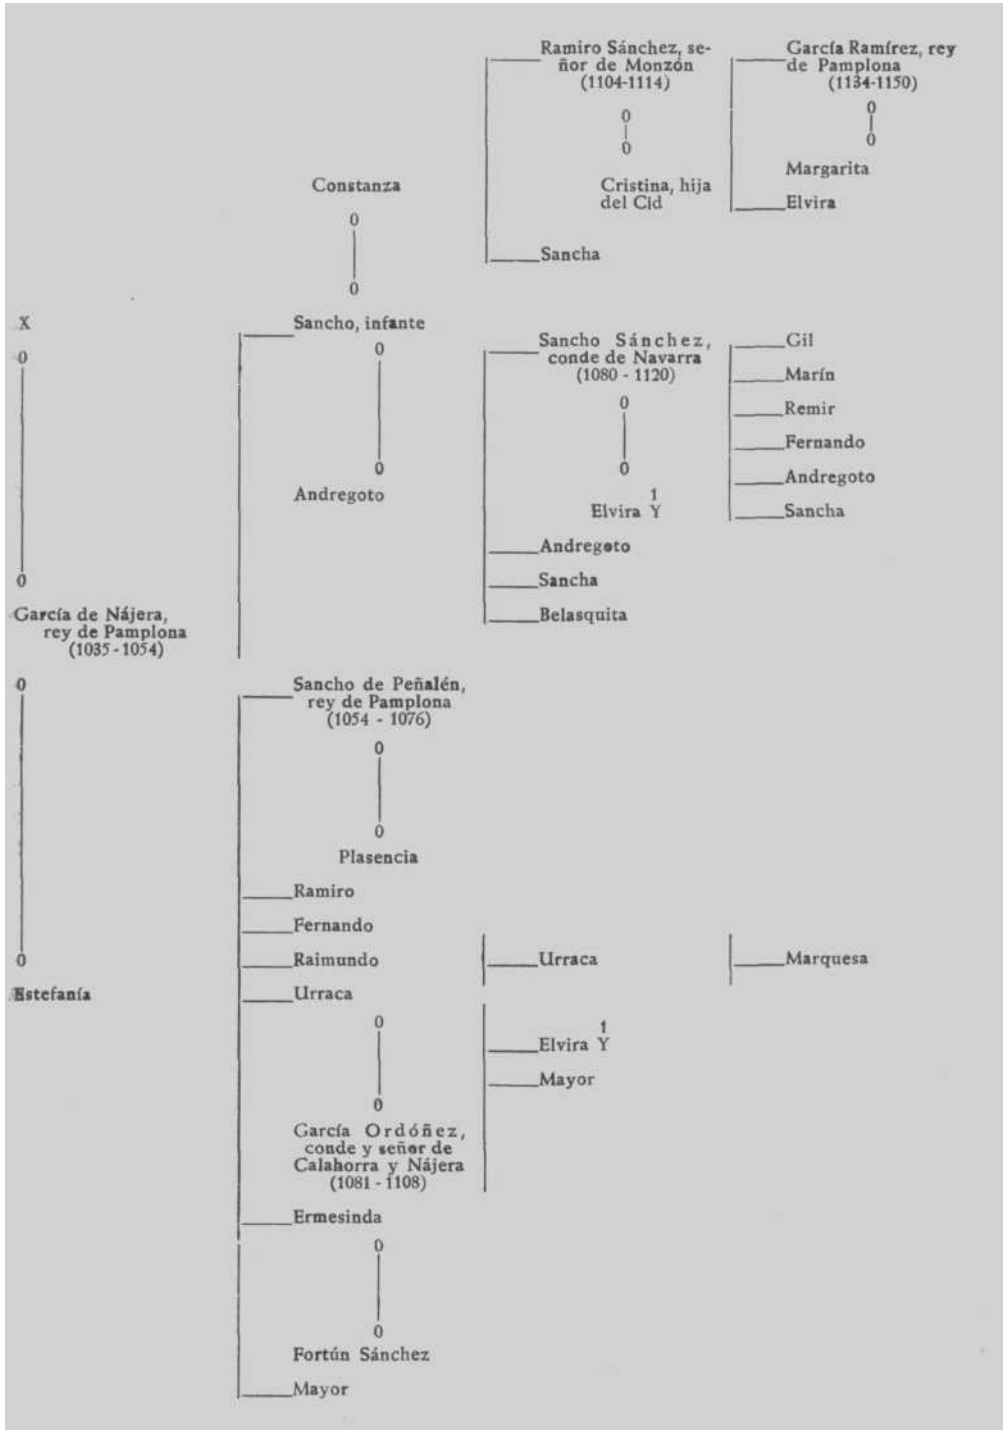 Ramiro Sánchez, se-
ñor de Monzón
(1104-1114)
0
0
Cristina, hija
del Cid
García Ramírez, rey
de Pamplona
(1134-1150)
0
0
Margarita
Elvira
Constanza
0
0
Sancha
X
0
0
García de Nájera,
rey de Pamplona
(1035-1054)
0
0
Estefanía
Sancho, infante
0
0
Andregoto
Sancho Sánchez,
conde de Navarra
(1080 - 1120)
0
0
1
Elvira Y
Andregoto
Sancha
Belasquita
Gil
Marín
Remir
Fernando
Andregoto
Sancha
Sancho de Peñalén,
rey de Pamplona
(1054 - 1076)
0
0
Plasencia
Ramiro
Fernando
Raimundo
Urraca
Marquesa
Urraca
0
0
García Ordóñez,
conde y señor de
Calahorra y Nájera
(1081 - 1108)
1
Elvira Y
Mayor
Ermesinda
0
0
Fortún Sánchez
Mayor